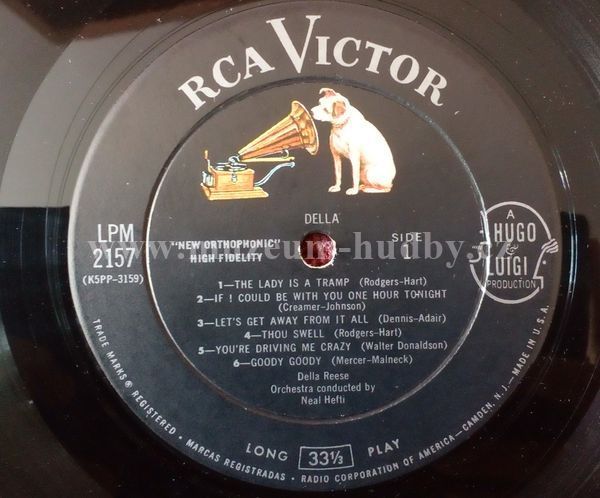 RCA VICTOR
DELLA
LPM
2157
(K5PP-3159)
"NEW ORTHOPHONIC"
HIGH FIDELITY
SIDE
A
HUGO
&
LUIGI
PRODUCTION
www.muzeum-hudby.cz
1—THE LADY IS A TRAMP (Rodgers-Hart)
2—IF I COULD BE WITH YOU ONE HOUR TONIGHT
(Creamer-Johnson)
3—LET'S GET AWAY FROM IT ALL (Dennis-Adair)
4—THOU SWELL (Rodgers-Hart)
5—YOU'RE DRIVING ME CRAZY (Walter Donaldson)
6—GOODY GOODY (Mercer-Malneck)
Della Reese
Orchestra conducted by
Neal Hefti
LONG 33⅓ PLAY
TRADE MARKS ® REGISTERED • MARCAS REGISTRADAS • RADIO CORPORATION OF AMERICA—CAMDEN, N.J.—MADE IN U.S.A.